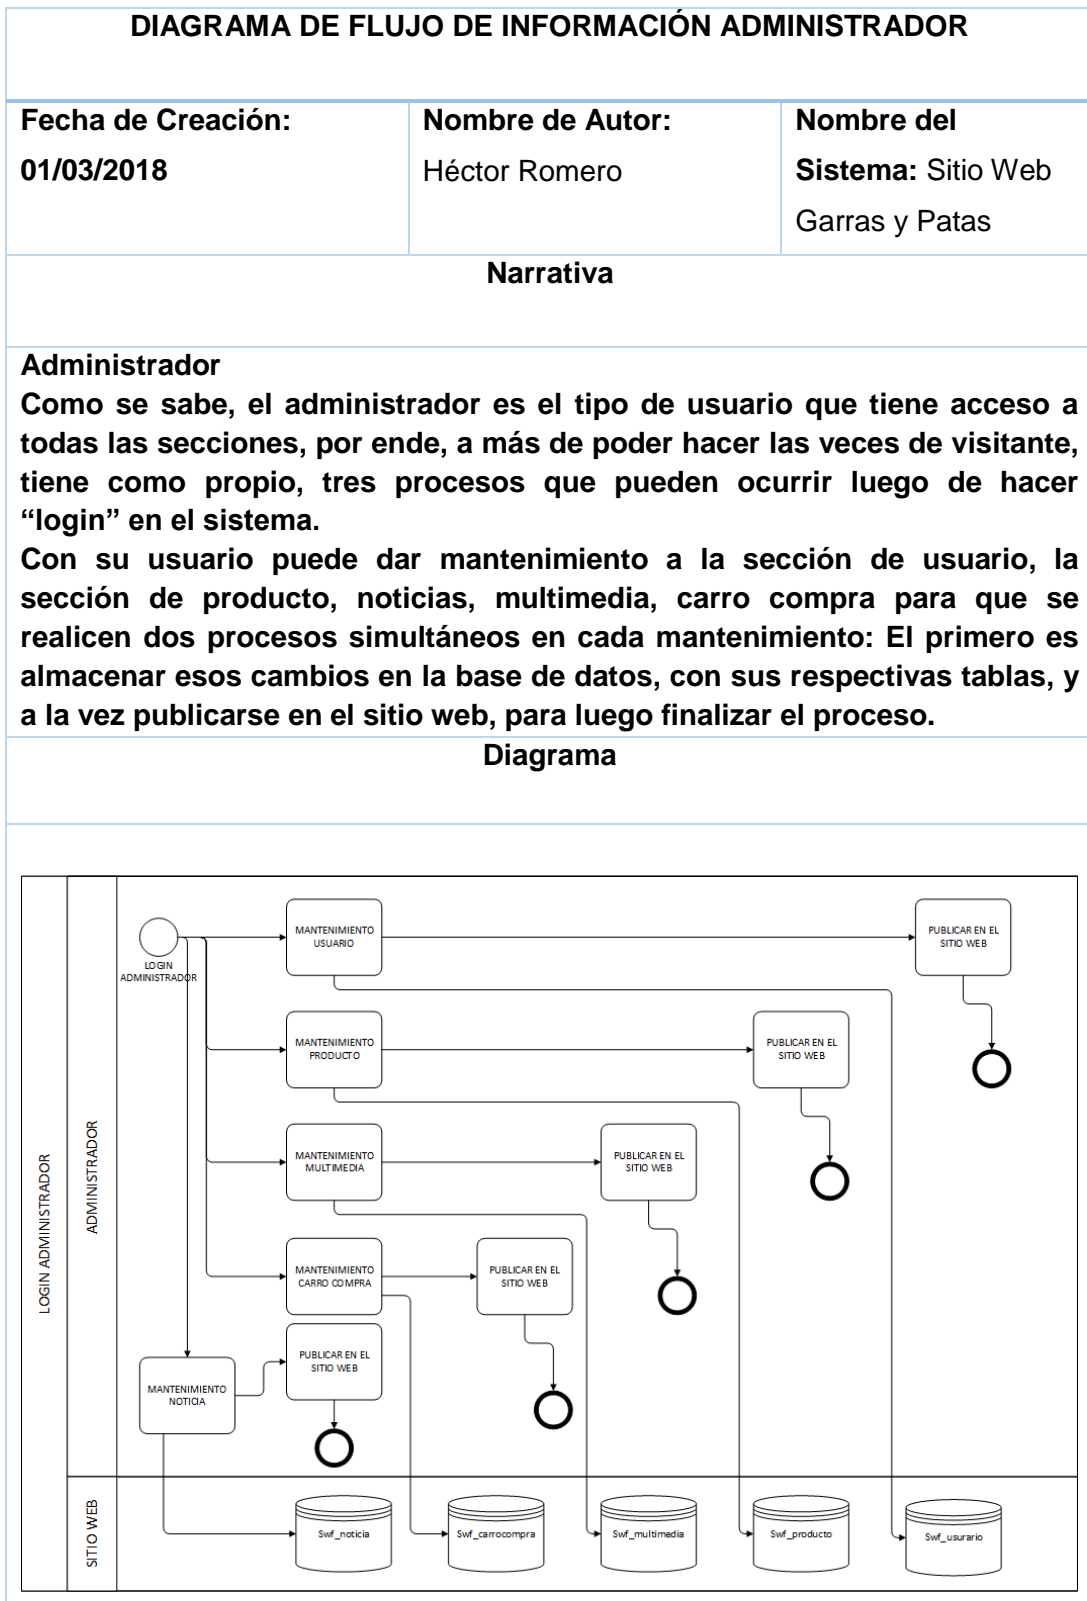 DIAGRAMA DE FLUJO DE INFORMACIÓN ADMINISTRADOR
Fecha de Creación:
01/03/2018
Nombre de Autor:
Héctor Romero
Nombre del
Sistema: Sitio Web
Garras y Patas
Narrativa
Administrador
Como se sabe, el administrador es el tipo de usuario que tiene acceso a
todas las secciones, por ende, a más de poder hacer las veces de visitante,
tiene como propio, tres procesos que pueden ocurrir luego de hacer
“login” en el sistema.
Con su usuario puede dar mantenimiento a la sección de usuario, la
sección de producto, noticias, multimedia, carro compra para que se
realicen dos procesos simultáneos en cada mantenimiento: El primero es
almacenar esos cambios en la base de datos, con sus respectivas tablas, y
a la vez publicarse en el sitio web, para luego finalizar el proceso.
Diagrama
LOGIN ADMINISTRADOR
ADMINISTRADOR
LOGIN
ADMINISTRADOR
MANTENIMIENTO
USUARIO
PUBLICAR EN EL
SITIO WEB
MANTENIMIENTO
PRODUCTO
PUBLICAR EN EL
SITIO WEB
MANTENIMIENTO
MULTIMEDIA
PUBLICAR EN EL
SITIO WEB
MANTENIMIENTO
CARRO COMPRA
PUBLICAR EN EL
SITIO WEB
PUBLICAR EN EL
SITIO WEB
MANTENIMIENTO
NOTICIA
SITIO WEB
Swf_noticia
Swf_carrocompra
Swf_multimedia
Swf_producto
Swf_usurario